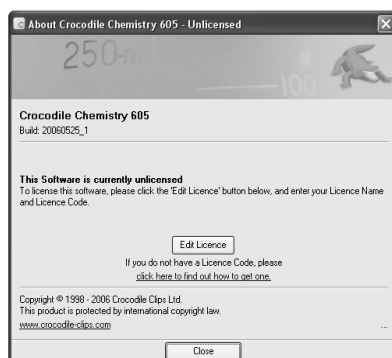 About Crocodile Chemistry 605 - Unlicensed
250 m
100
Crocodile Chemistry 605
Build: 20060525_1
This Software is currently unlicensed
To license this software, please click the 'Edit Licence' button below, and enter your Licence Name
and Licence Code.
Edit Licence
If you do not have a Licence Code, please
click here to find out how to get one.
Copyright © 1998 - 2006 Crocodile Clips Ltd.
This product is protected by international copyright law.
www.crocodile-clips.com
...
Close